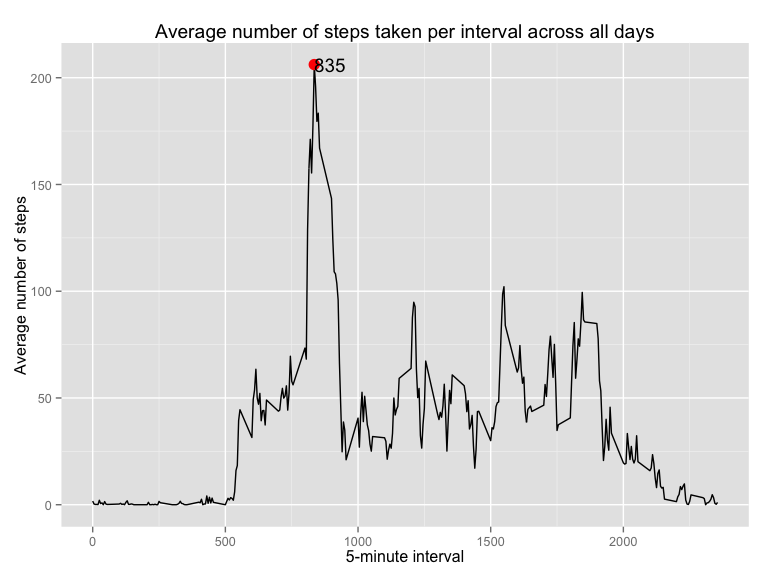 Average number of steps taken per interval across all days
835
200
150
100
50
0
Average number of steps
0 500 1000 1500 2000
5-minute interval